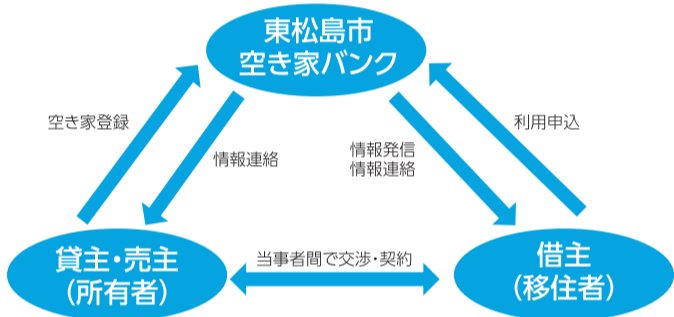 東松島市
空き家バンク
空き家登録
情報連絡
情報発信
情報連絡
利用申込
貸主・売主
(所有者)
当事者間で交渉・契約
借主
(移住者)